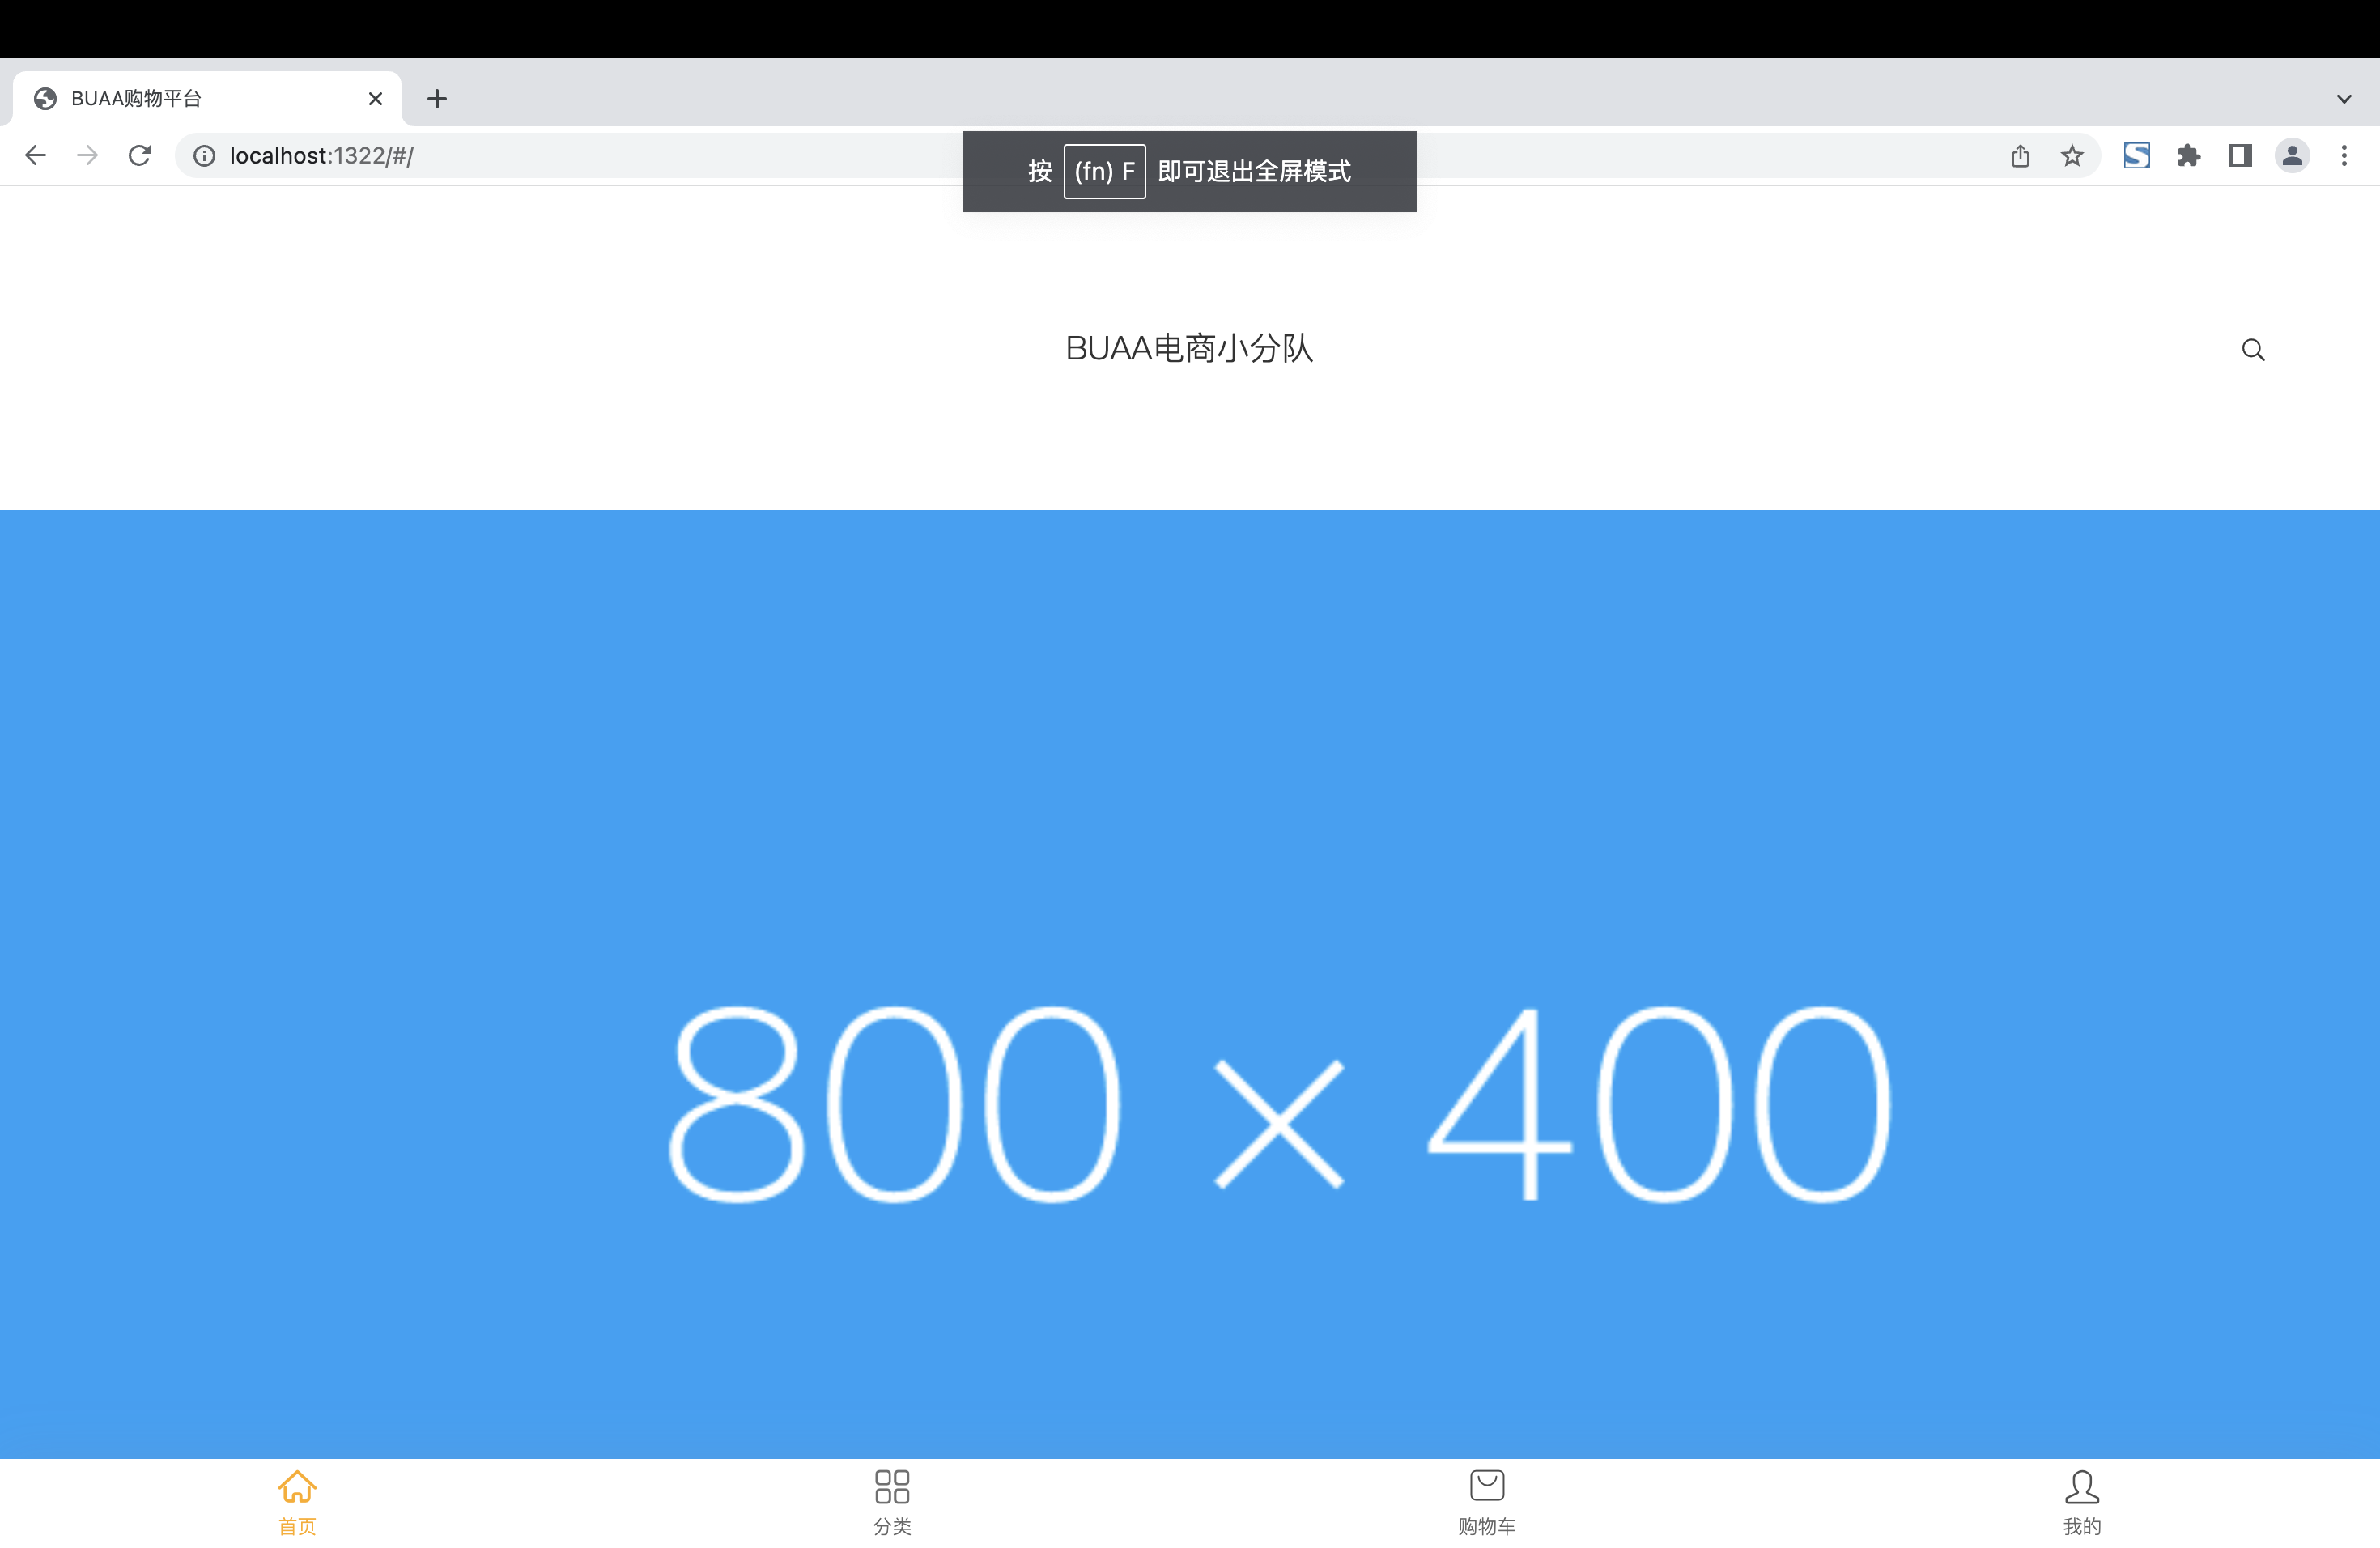 BUAA购物平台
localhost:1322/#/
按 (fn) F 即可退出全屏模式
BUAA电商小分队
800 × 400
首页
分类
购物车
我的